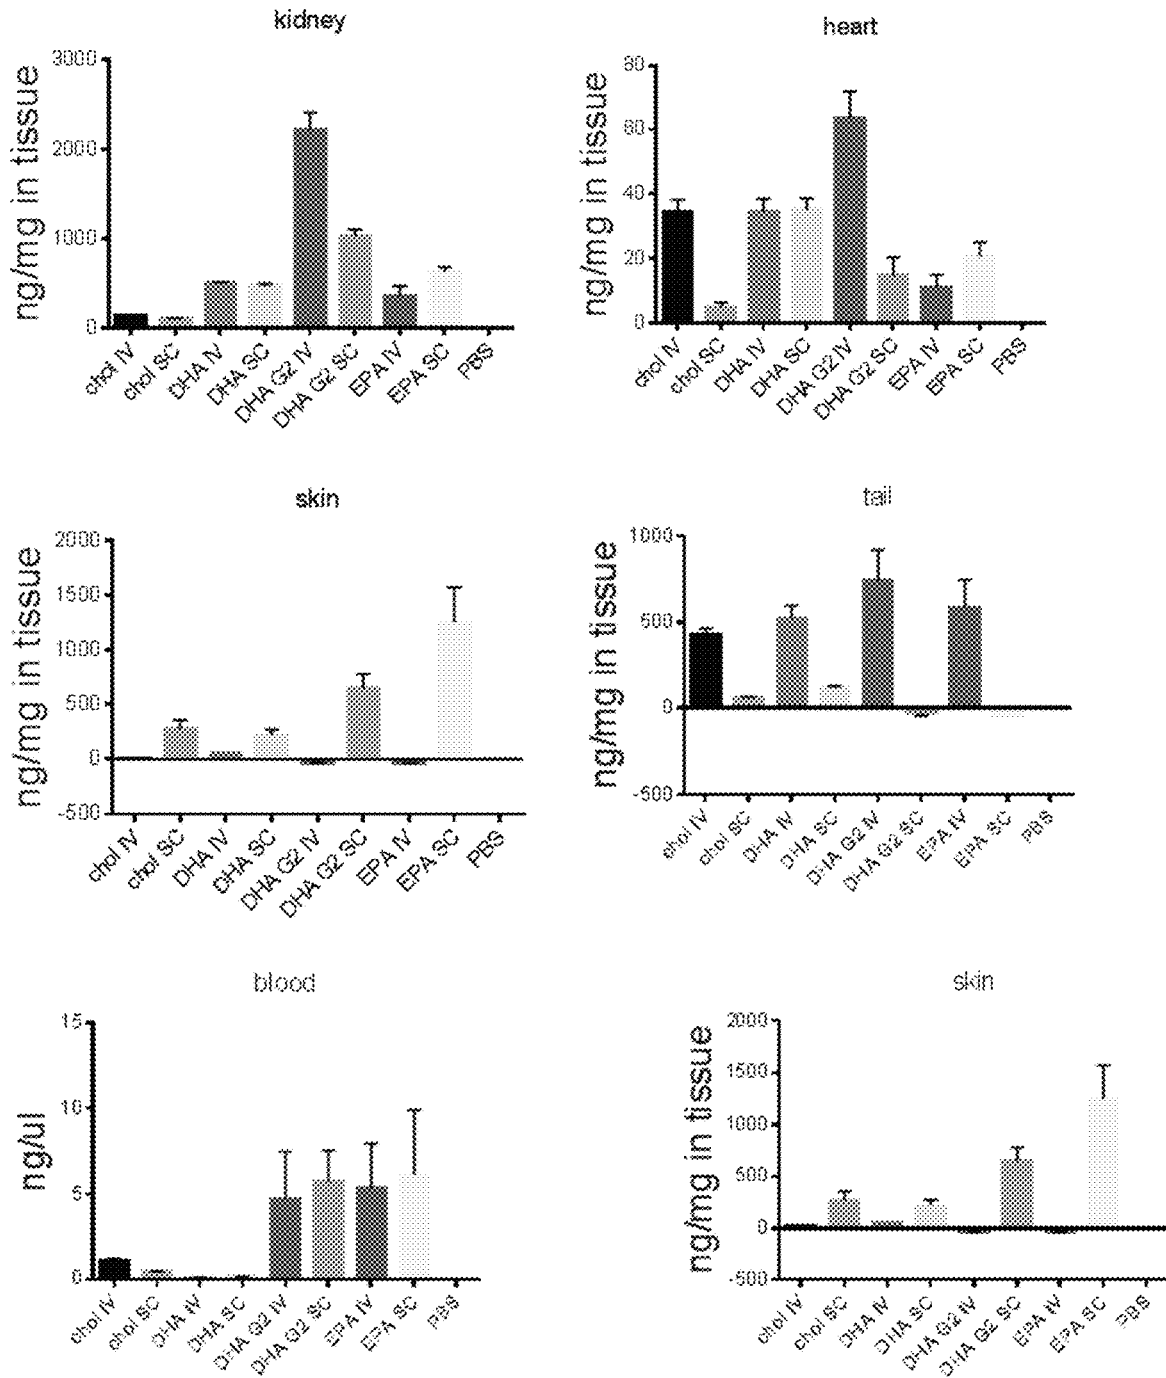 kidney
ng/mg in tissue
3000
2000
1000
0
chol IV
chol SC
DHA IV
DHA SC
DHA G2 IV
DHA G2 SC
EPA IV
EPA SC
PBS
heart
ng/mg in tissue
80
60
40
20
0
chol IV
chol SC
DHA IV
DHA SC
DHA G2 IV
DHA G2 SC
EPA IV
EPA SC
PBS
skin
ng/mg in tissue
2000
1500
1000
500
0
-500
chol IV
chol SC
DHA IV
DHA SC
DHA G2 IV
DHA G2 SC
EPA IV
EPA SC
PBS
tail
ng/mg in tissue
1000
500
0
-500
chol IV
chol SC
DHA IV
DHA SC
DHA G2 IV
DHA G2 SC
EPA IV
EPA SC
PBS
blood
ng/ul
15
10
5
0
chol IV
chol SC
DHA IV
DHA SC
DHA G2 IV
DHA G2 SC
EPA IV
EPA SC
PBS
skin
ng/mg in tissue
2000
1500
1000
500
0
-500
chol IV
chol SC
DHA IV
DHA SC
DHA G2 IV
DHA G2 SC
EPA IV
EPA SC
PBS